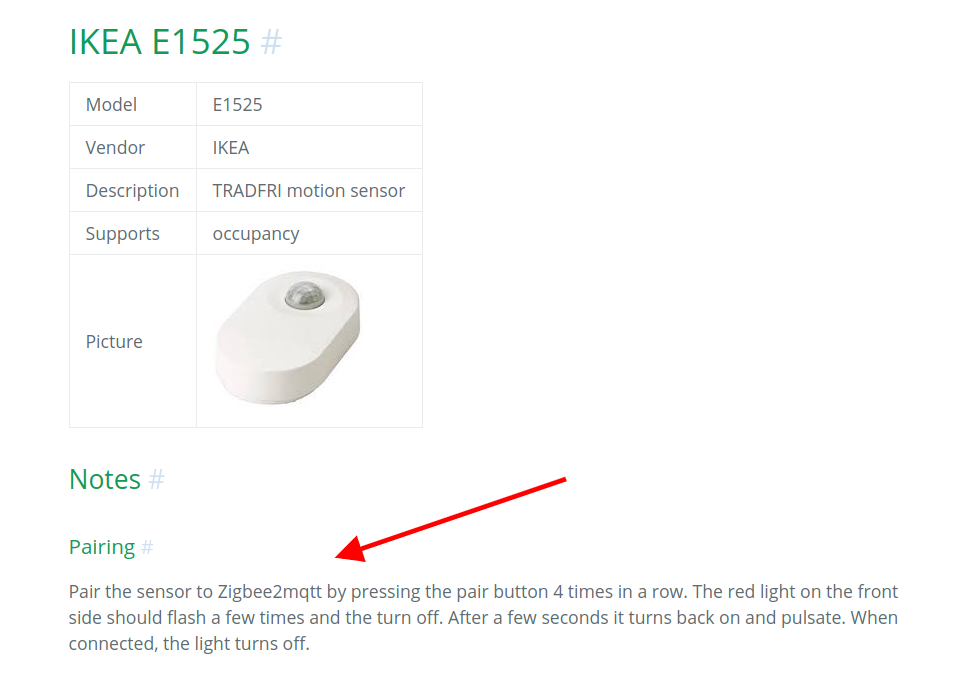 IKEA E1525 #
Model E1525
Vendor IKEA
Description TRADFRI motion sensor
Supports occupancy
Picture
Notes #
Pairing #
Pair the sensor to Zigbee2mqtt by pressing the pair button 4 times in a row. The red light on the front
side should flash a few times and the turn off. After a few seconds it turns back on and pulsate. When
connected, the light turns off.